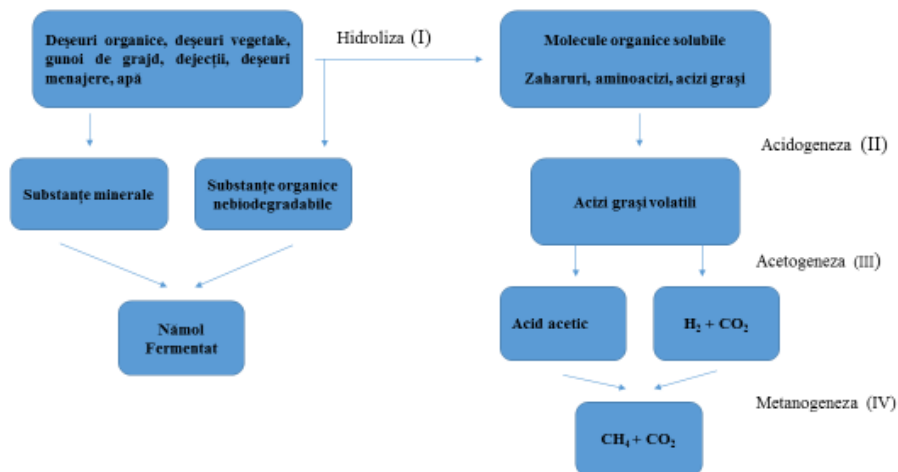 Deșeuri organice, deșeuri vegetale,
gunoi de grajd, dejecții, deșeuri
menajere, apă
Hidroliza (I)
Molecule organice solubile
Zaharuri, aminoacizi, acizi grași
Acidogeneza (II)
Substanțe minerale
Substanțe organice
nebiodegradabile
Acizi grași volatili
Acetogeneza (III)
Nămol
Fermentat
Acid acetic
H₂ + CO₂
Metanogeneza (IV)
CH₄ + CO₂